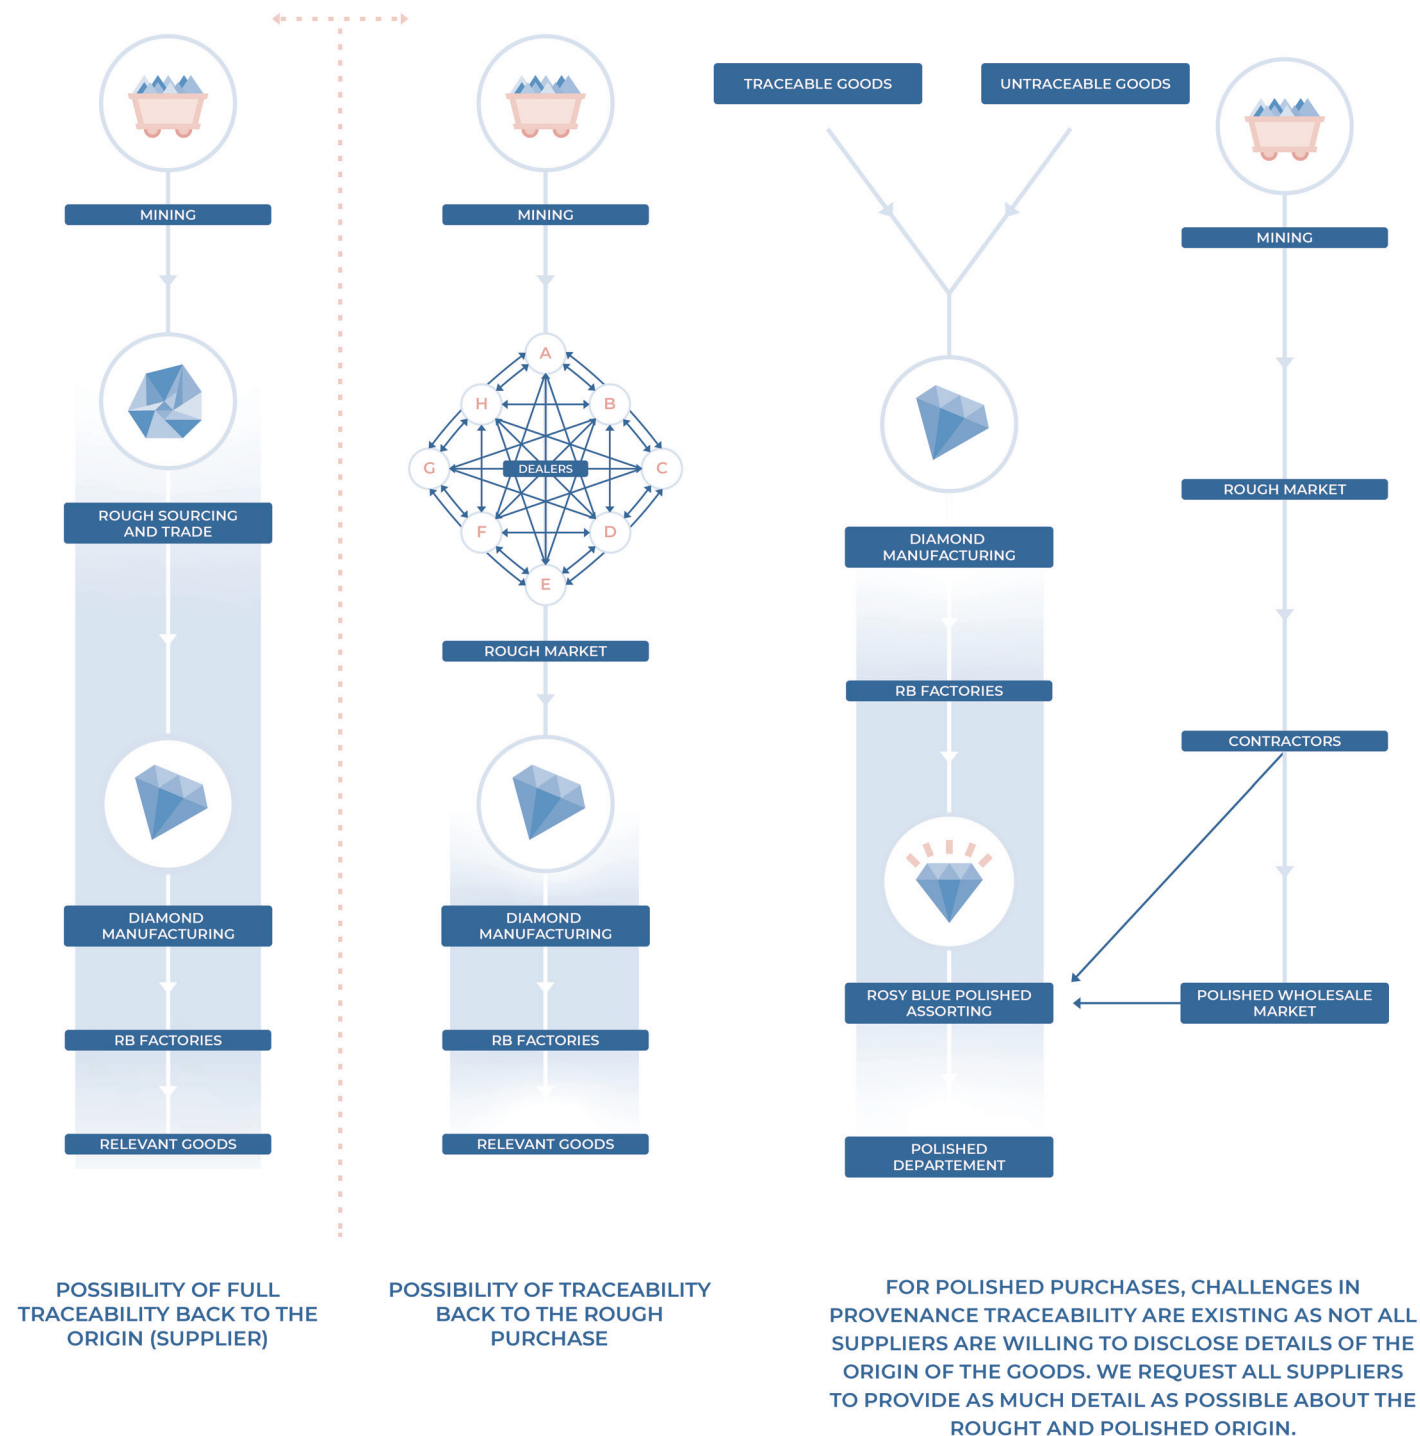 MINING
ROUGH SOURCING
AND TRADE
DIAMOND
MANUFACTURING
RB FACTORIES
RELEVANT GOODS
POSSIBILITY OF FULL
TRACEABILITY BACK TO THE
ORIGIN (SUPPLIER)
MINING
A
H
B
G
DEALERS
C
F
D
E
ROUGH MARKET
DIAMOND
MANUFACTURING
RB FACTORIES
RELEVANT GOODS
POSSIBILITY OF TRACEABILITY
BACK TO THE ROUGH
PURCHASE
TRACEABLE GOODS
UNTRACEABLE GOODS
DIAMOND
MANUFACTURING
RB FACTORIES
ROSY BLUE POLISHED
ASSORTING
POLISHED
DEPARTEMENT
MINING
ROUGH MARKET
CONTRACTORS
POLISHED WHOLESALE
MARKET
FOR POLISHED PURCHASES, CHALLENGES IN
PROVENANCE TRACEABILITY ARE EXISTING AS NOT ALL
SUPPLIERS ARE WILLING TO DISCLOSE DETAILS OF THE
ORIGIN OF THE GOODS. WE REQUEST ALL SUPPLIERS
TO PROVIDE AS MUCH DETAIL AS POSSIBLE ABOUT THE
ROUGHT AND POLISHED ORIGIN.